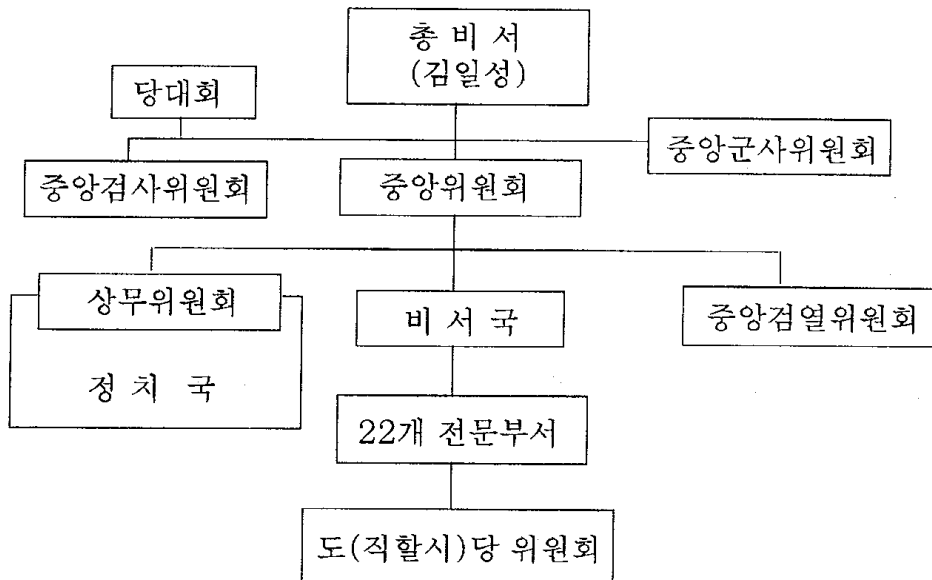 총 비 서
(김일성)
당대회
중앙군사위원회
중앙검사위원회
중앙위원회
상무위원회
비 서 국
중앙검열위원회
정 치 국
22개 전문부서
도(직할시)당 위원회